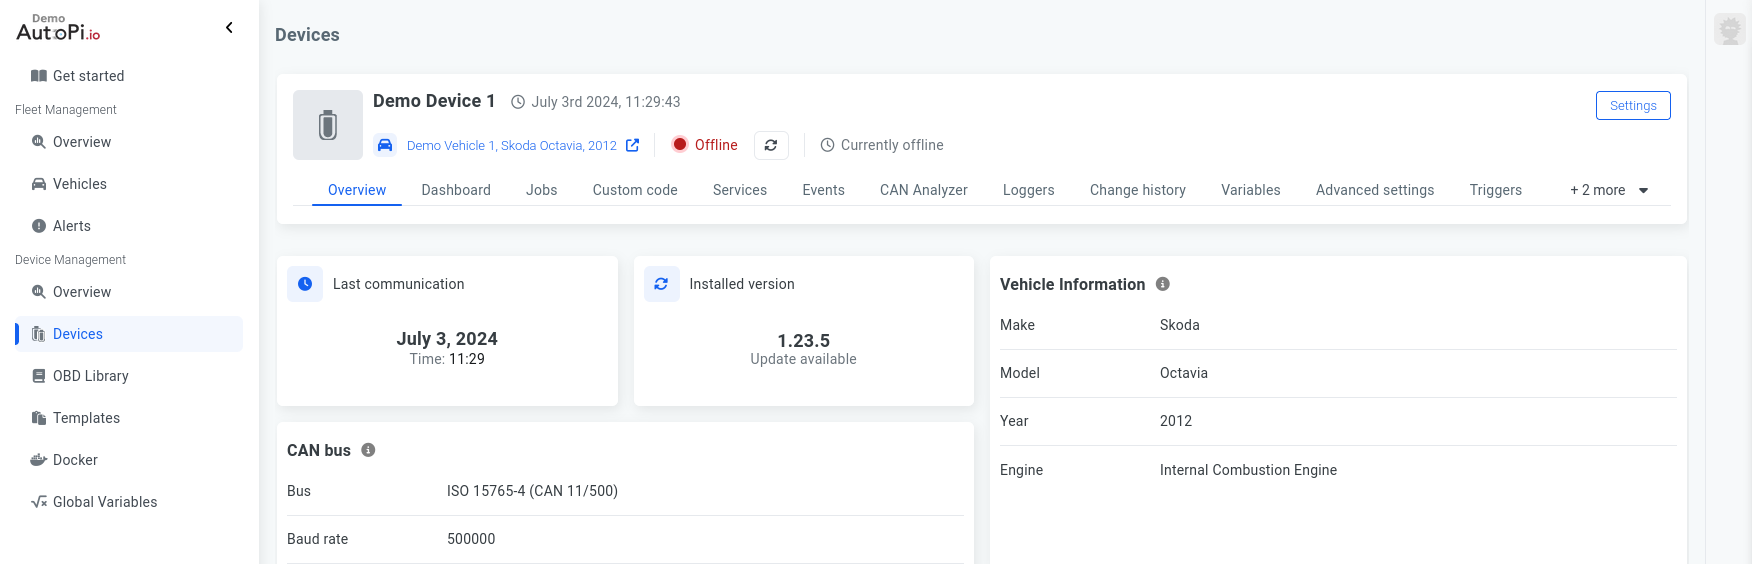 Demo
AutoPi.io
Get started
Fleet Management
Overview
Vehicles
Alerts
Device Management
Overview
Devices
OBD Library
Templates
Docker
Global Variables
Devices
Demo Device 1 July 3rd 2024, 11:29:43
Settings
Demo Vehicle 1, Skoda Octavia, 2012 Offline Currently offline
Overview Dashboard Jobs Custom code Services Events CAN Analyzer Loggers Change history Variables Advanced settings Triggers + 2 more
Last communication
July 3, 2024
Time: 11:29
Installed version
1.23.5
Update available
CAN bus
Bus ISO 15765-4 (CAN 11/500)
Baud rate 500000
Vehicle Information
Make Skoda
Model Octavia
Year 2012
Engine Internal Combustion Engine